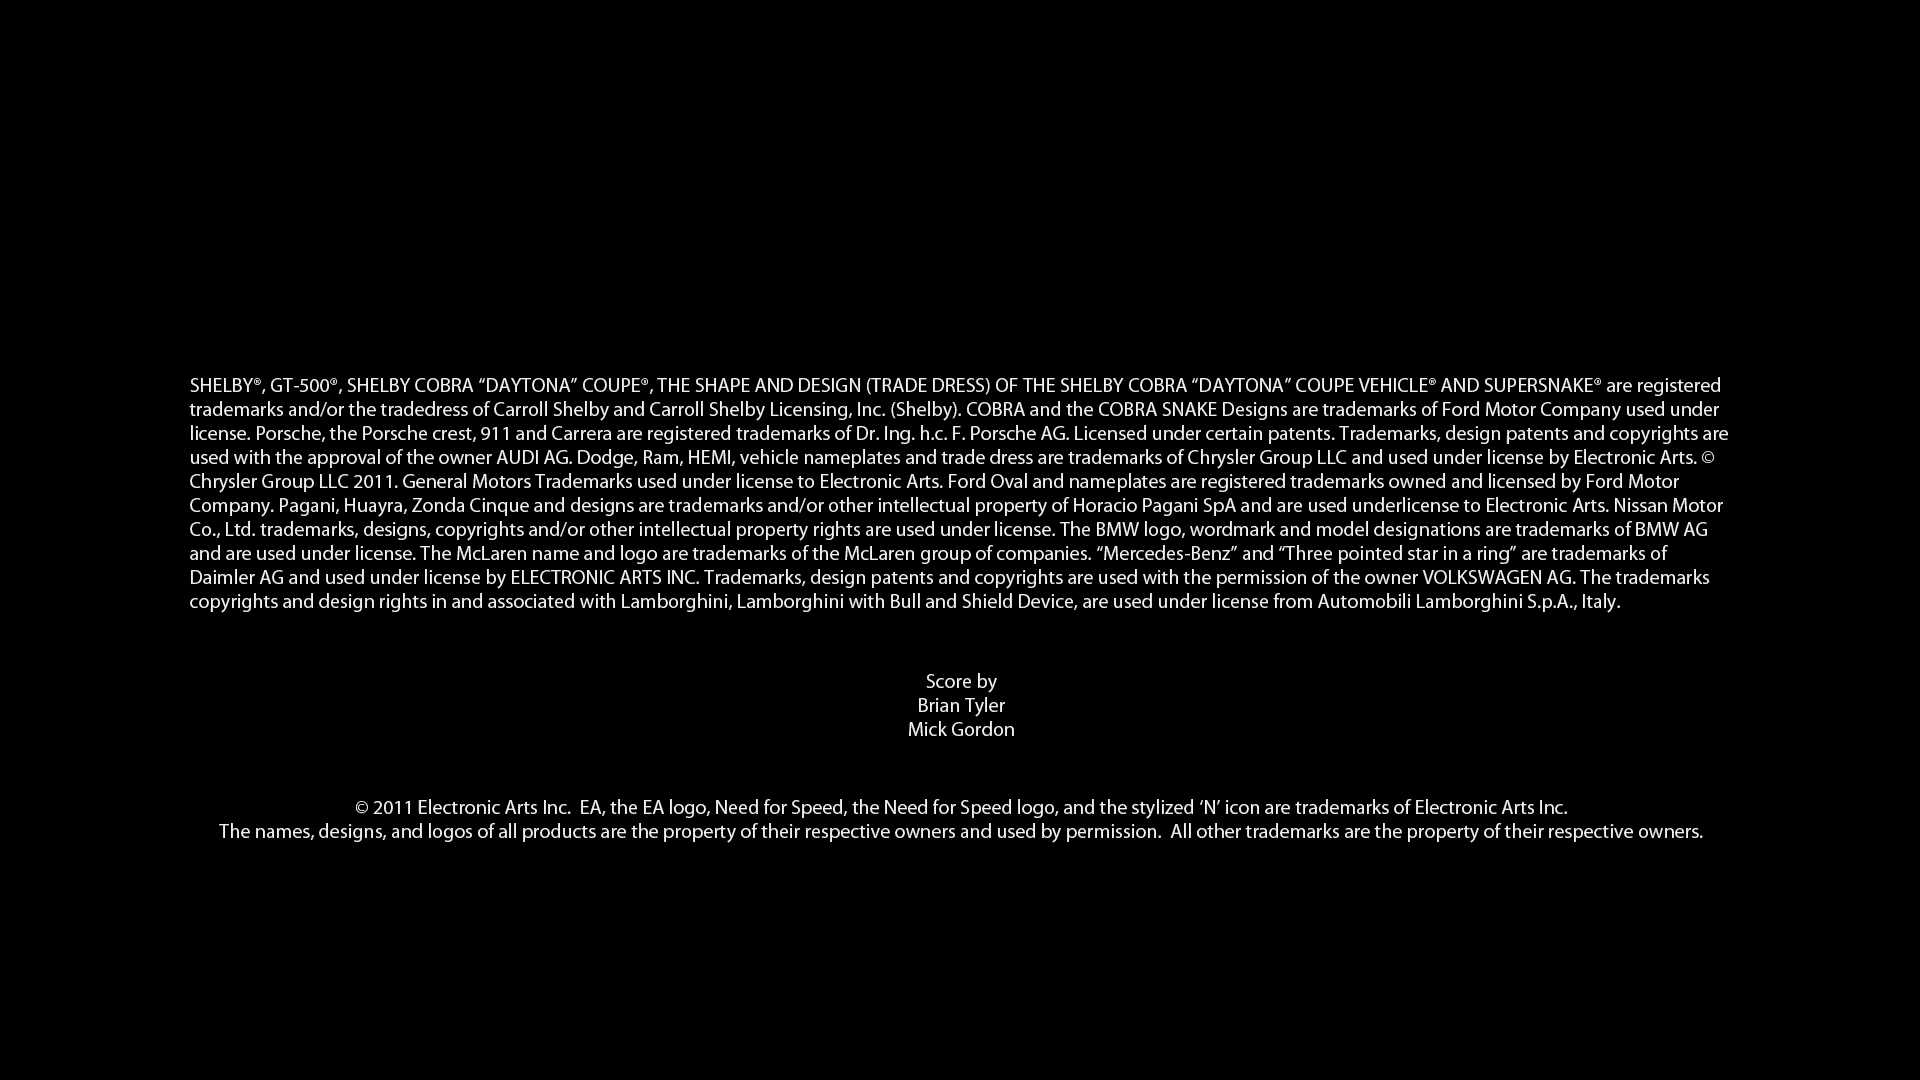 SHELBY®, GT-500®, SHELBY COBRA “DAYTONA” COUPE®, THE SHAPE AND DESIGN (TRADE DRESS) OF THE SHELBY COBRA “DAYTONA” COUPE VEHICLE® AND SUPERSNAKE® are registered
trademarks and/or the tradedress of Carroll Shelby and Carroll Shelby Licensing, Inc. (Shelby). COBRA and the COBRA SNAKE Designs are trademarks of Ford Motor Company used under
license. Porsche, the Porsche crest, 911 and Carrera are registered trademarks of Dr. Ing. h.c. F. Porsche AG. Licensed under certain patents. Trademarks, design patents and copyrights are
used with the approval of the owner AUDI AG. Dodge, Ram, HEMI, vehicle nameplates and trade dress are trademarks of Chrysler Group LLC and used under license by Electronic Arts. ©
Chrysler Group LLC 2011. General Motors Trademarks used under license to Electronic Arts. Ford Oval and nameplates are registered trademarks owned and licensed by Ford Motor
Company. Pagani, Huayra, Zonda Cinque and designs are trademarks and/or other intellectual property of Horacio Pagani SpA and are used underlicense to Electronic Arts. Nissan Motor
Co., Ltd. trademarks, designs, copyrights and/or other intellectual property rights are used under license. The BMW logo, wordmark and model designations are trademarks of BMW AG
and are used under license. The McLaren name and logo are trademarks of the McLaren group of companies. “Mercedes-Benz” and “Three pointed star in a ring” are trademarks of
Daimler AG and used under license by ELECTRONIC ARTS INC. Trademarks, design patents and copyrights are used with the permission of the owner VOLKSWAGEN AG. The trademarks
copyrights and design rights in and associated with Lamborghini, Lamborghini with Bull and Shield Device, are used under license from Automobili Lamborghini S.p.A., Italy.
Score by
Brian Tyler
Mick Gordon
© 2011 Electronic Arts Inc.  EA, the EA logo, Need for Speed, the Need for Speed logo, and the stylized ‘N’ icon are trademarks of Electronic Arts Inc.
The names, designs, and logos of all products are the property of their respective owners and used by permission.  All other trademarks are the property of their respective owners.